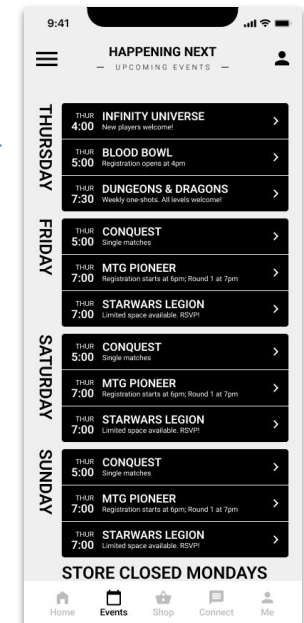 9:41
HAPPENING NEXT
— UPCOMING EVENTS —
THURSDAY
THUR INFINITY UNIVERSE
4:00 New players welcome!
THUR BLOOD BOWL
5:00 Registration opens at 4pm
THUR DUNGEONS & DRAGONS
7:30 Weekly one-shots. All levels welcome!
FRIDAY
THUR CONQUEST
5:00 Single matches
THUR MTG PIONEER
7:00 Registration starts at 6pm; Round 1 at 7pm
THUR STARWARS LEGION
7:00 Limited space available. RSVP!
SATURDAY
THUR CONQUEST
5:00 Single matches
THUR MTG PIONEER
7:00 Registration starts at 6pm; Round 1 at 7pm
THUR STARWARS LEGION
7:00 Limited space available. RSVP!
SUNDAY
THUR CONQUEST
5:00 Single matches
THUR MTG PIONEER
7:00 Registration starts at 6pm; Round 1 at 7pm
THUR STARWARS LEGION
7:00 Limited space available. RSVP!
STORE CLOSED MONDAYS
Home Events Shop Connect Me